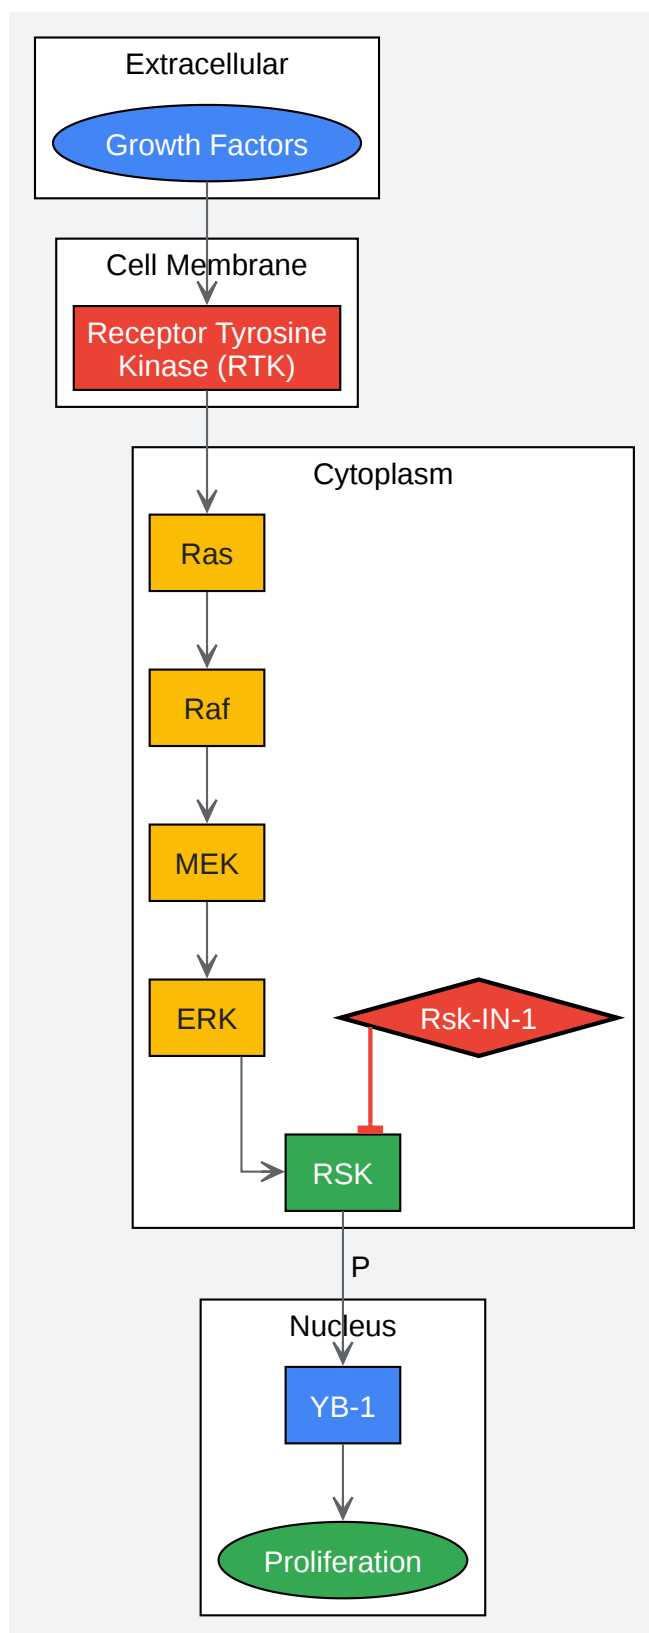 Extracellular
Growth Factors
Cell Membrane
Receptor Tyrosine
Kinase (RTK)
Cytoplasm
Ras
Raf
MEK
ERK
Rsk-IN-1
RSK
P
Nucleus
YB-1
Proliferation